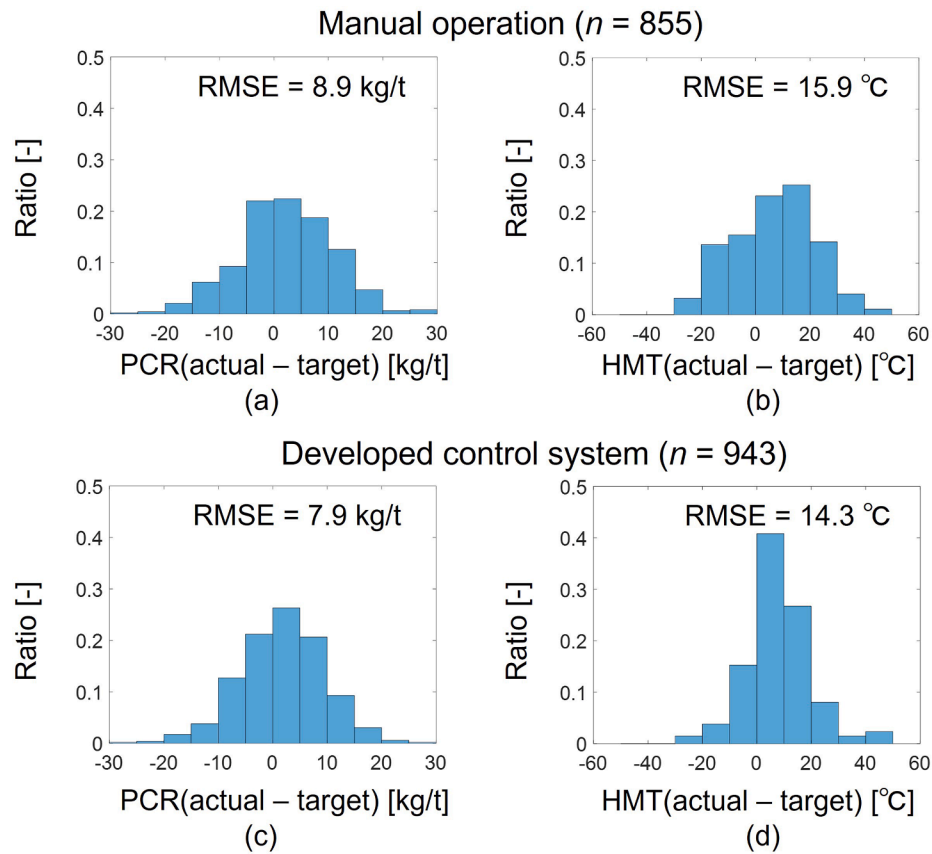 Manual operation (n = 855)
RMSE = 8.9 kg/t
Ratio [-]
0.5
0.4
0.3
0.2
0.1
0
-30 -20 -10 0 10 20 30
PCR(actual – target) [kg/t]
(a)
RMSE = 15.9 ℃
Ratio [-]
0.5
0.4
0.3
0.2
0.1
0
-60 -40 -20 0 20 40 60
HMT(actual – target) [℃]
(b)
Developed control system (n = 943)
RMSE = 7.9 kg/t
Ratio [-]
0.5
0.4
0.3
0.2
0.1
0
-30 -20 -10 0 10 20 30
PCR(actual – target) [kg/t]
(c)
RMSE = 14.3 ℃
Ratio [-]
0.5
0.4
0.3
0.2
0.1
0
-60 -40 -20 0 20 40 60
HMT(actual – target) [℃]
(d)